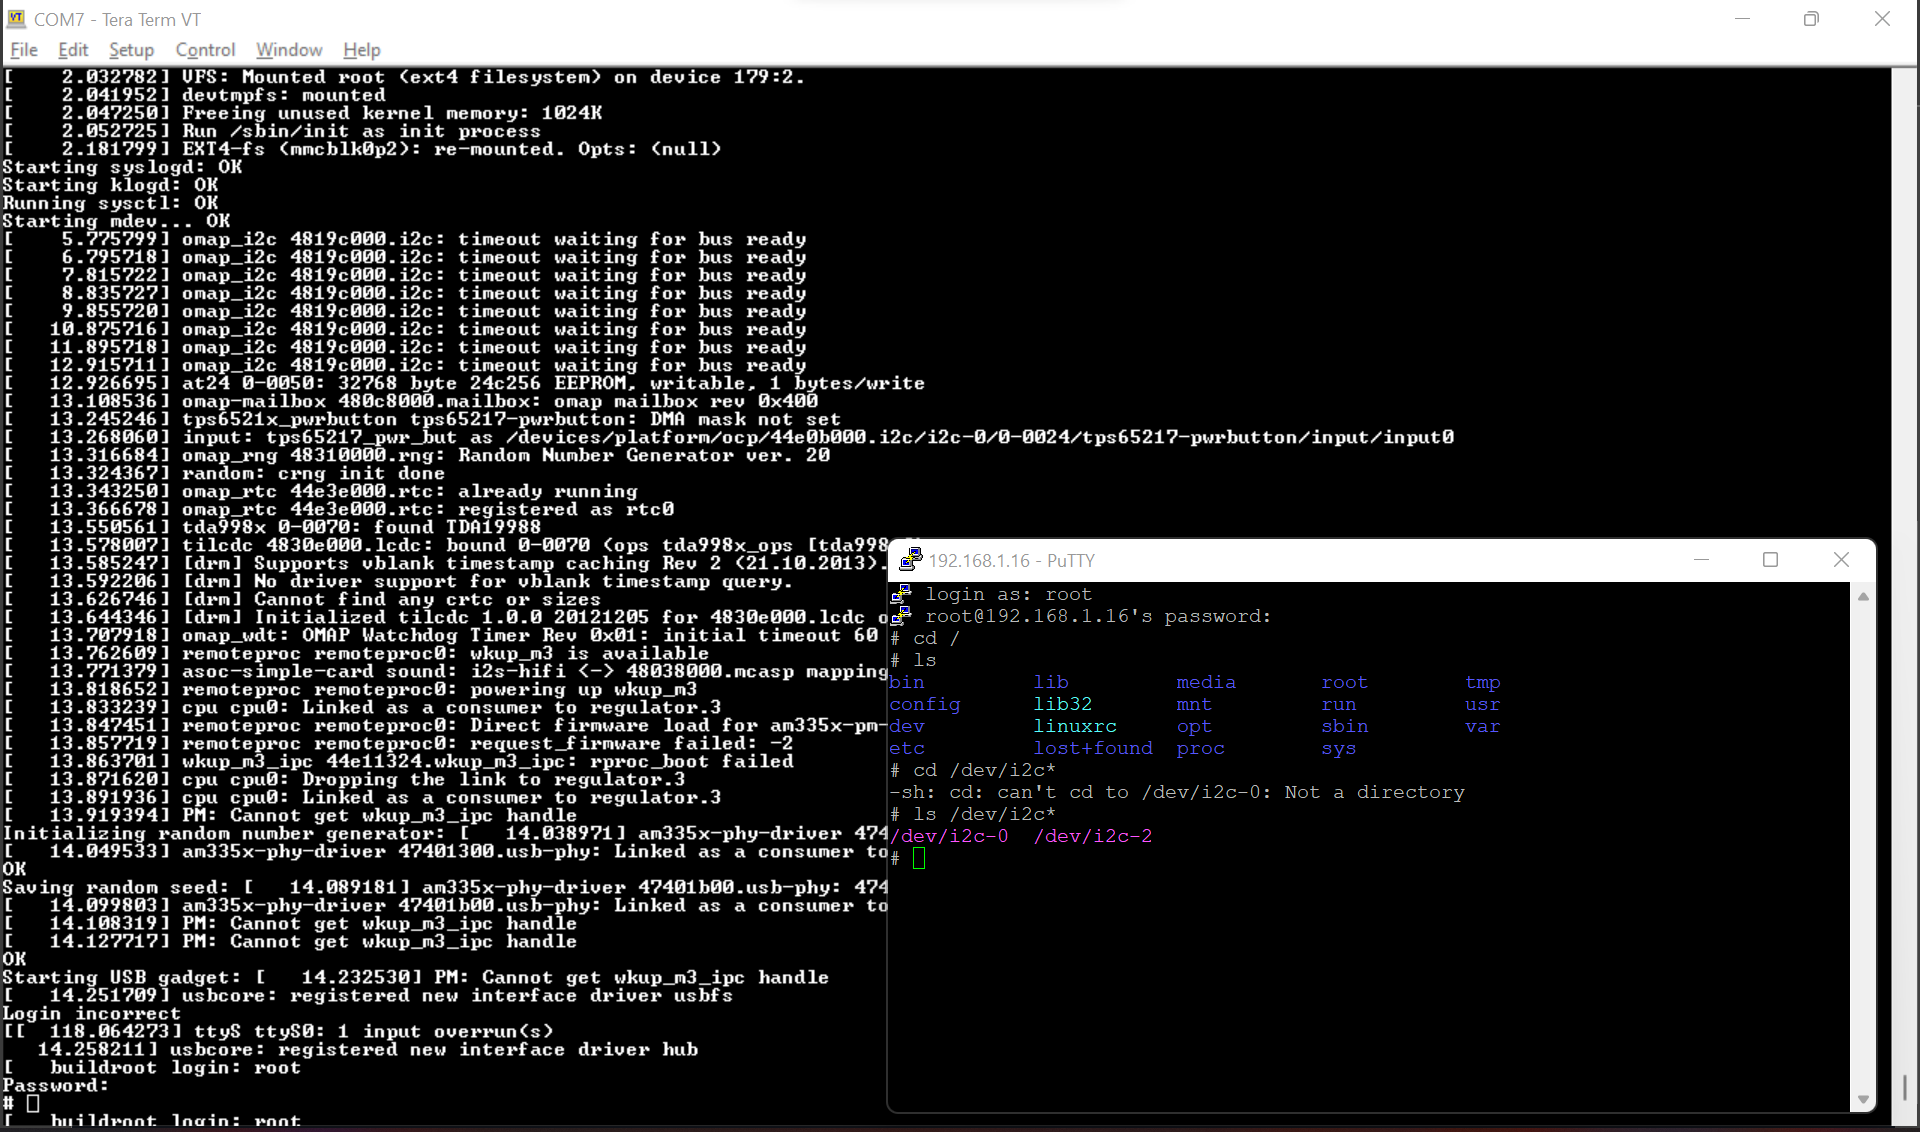 COM7 - Tera Term VT
File Edit Setup Control Window Help
[    2.032782] VFS: Mounted root (ext4 filesystem) on device 179:2.
[    2.041952] devtmpfs: mounted
[    2.047250] Freeing unused kernel memory: 1024K
[    2.052725] Run /sbin/init as init process
[    2.181799] EXT4-fs (mmcblk0p2): re-mounted. Opts: (null)
Starting syslogd: OK
Starting klogd: OK
Running sysctl: OK
Starting mdev... OK
[    5.775799] omap_i2c 4819c000.i2c: timeout waiting for bus ready
[    6.795718] omap_i2c 4819c000.i2c: timeout waiting for bus ready
[    7.815722] omap_i2c 4819c000.i2c: timeout waiting for bus ready
[    8.835727] omap_i2c 4819c000.i2c: timeout waiting for bus ready
[    9.855720] omap_i2c 4819c000.i2c: timeout waiting for bus ready
[   10.875716] omap_i2c 4819c000.i2c: timeout waiting for bus ready
[   11.895718] omap_i2c 4819c000.i2c: timeout waiting for bus ready
[   12.915711] omap_i2c 4819c000.i2c: timeout waiting for bus ready
[   12.926695] at24 0-0050: 32768 byte 24c256 EEPROM, writable, 1 bytes/write
[   13.108536] omap-mailbox 480c8000.mailbox: omap mailbox rev 0x400
[   13.245246] tps6521x_pwrbutton tps65217-pwrbutton: DMA mask not set
[   13.268060] input: tps65217_pwr_but as /devices/platform/ocp/44e0b000.i2c/i2c-0/0-0024/tps65217-pwrbutton/input/input0
[   13.316684] omap_rng 48310000.rng: Random Number Generator ver. 20
[   13.324367] random: crng init done
[   13.343250] omap_rtc 44e3e000.rtc: already running
[   13.366678] omap_rtc 44e3e000.rtc: registered as rtc0
[   13.550561] tda998x 0-0070: found TDA19988
[   13.578007] tilcdc 4830e000.lcdc: bound 0-0070 (ops tda998x_ops [tda998
[   13.585247] [drm] Supports vblank timestamp caching Rev 2 (21.10.2013).
[   13.592206] [drm] No driver support for vblank timestamp query.
[   13.626746] [drm] Cannot find any crtc or sizes
[   13.644346] [drm] Initialized tilcdc 1.0.0 20121205 for 4830e000.lcdc o
[   13.707918] omap_wdt: OMAP Watchdog Timer Rev 0x01: initial timeout 60
[   13.762609] remoteproc remoteproc0: wkup_m3 is available
[   13.771379] asoc-simple-card sound: i2s-hifi <-> 48038000.mcasp mapping
[   13.818652] remoteproc remoteproc0: powering up wkup_m3
[   13.833239] cpu cpu0: Linked as a consumer to regulator.3
[   13.847451] remoteproc remoteproc0: Direct firmware load for am335x-pm-
[   13.857719] remoteproc remoteproc0: request_firmware failed: -2
[   13.863701] wkup_m3_ipc 44e11324.wkup_m3_ipc: rproc_boot failed
[   13.871620] cpu cpu0: Dropping the link to regulator.3
[   13.891936] cpu cpu0: Linked as a consumer to regulator.3
[   13.919394] PM: Cannot get wkup_m3_ipc handle
Initializing random number generator: [   14.038971] am335x-phy-driver 474
[   14.049533] am335x-phy-driver 47401300.usb-phy: Linked as a consumer to
OK
Saving random seed: [   14.089181] am335x-phy-driver 47401b00.usb-phy: 474
[   14.099803] am335x-phy-driver 47401b00.usb-phy: Linked as a consumer to
[   14.108319] PM: Cannot get wkup_m3_ipc handle
[   14.127717] PM: Cannot get wkup_m3_ipc handle
OK
Starting USB gadget: [   14.232530] PM: Cannot get wkup_m3_ipc handle
[   14.251709] usbcore: registered new interface driver usbfs
Login incorrect
[[  118.064273] ttyS ttyS0: 1 input overrun(s)
   14.258211] usbcore: registered new interface driver hub
[   buildroot login: root
Password:
#
[   buildroot login: root
192.168.1.16 - PuTTY
login as: root
root@192.168.1.16's password:
# cd /
# ls
bin         lib         media       root        tmp
config      lib32       mnt         run         usr
dev         linuxrc     opt         sbin        var
etc         lost+found  proc        sys
# cd /dev/i2c*
-sh: cd: can't cd to /dev/i2c-0: Not a directory
# ls /dev/i2c*
/dev/i2c-0  /dev/i2c-2
#